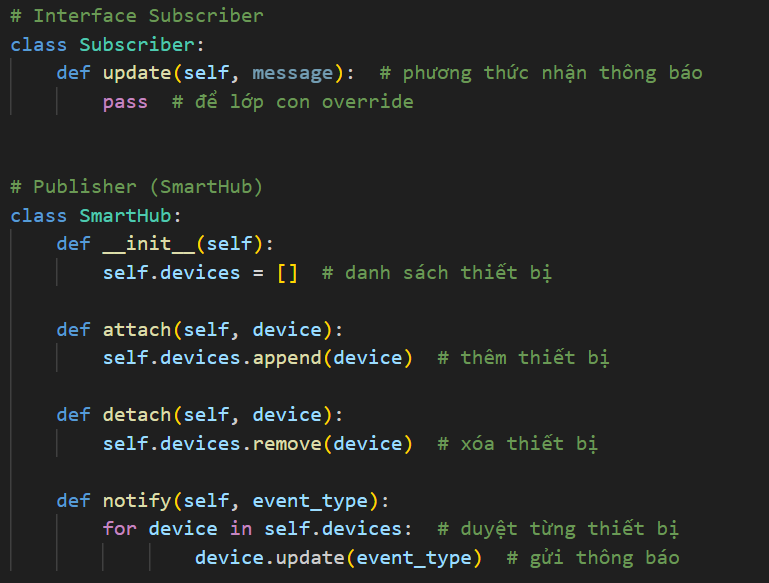 # Interface Subscriber
class Subscriber:
    def update(self, message):  # phương thức nhận thông báo
        pass  # để lớp con override
# Publisher (SmartHub)
class SmartHub:
    def __init__(self):
        self.devices = []  # danh sách thiết bị
    def attach(self, device):
        self.devices.append(device)  # thêm thiết bị
    def detach(self, device):
        self.devices.remove(device)  # xóa thiết bị
    def notify(self, event_type):
        for device in self.devices:  # duyệt từng thiết bị
                device.update(event_type)  # gửi thông báo